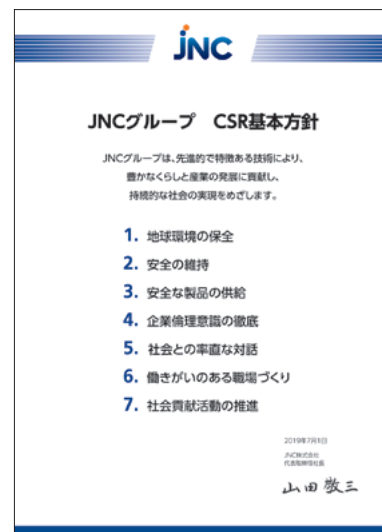 JNC
JNCグループ　CSR基本方針
JNCグループは、先進的で特徴ある技術により、
豊かなくらしと産業の発展に貢献し、
持続的な社会の実現をめざします。
1. 地球環境の保全
2. 安全の維持
3. 安全な製品の供給
4. 企業倫理意識の徹底
5. 社会との率直な対話
6. 働きがいのある職場づくり
7. 社会貢献活動の推進
2019年7月1日
JNC株式会社
代表取締役社長
山田敬三